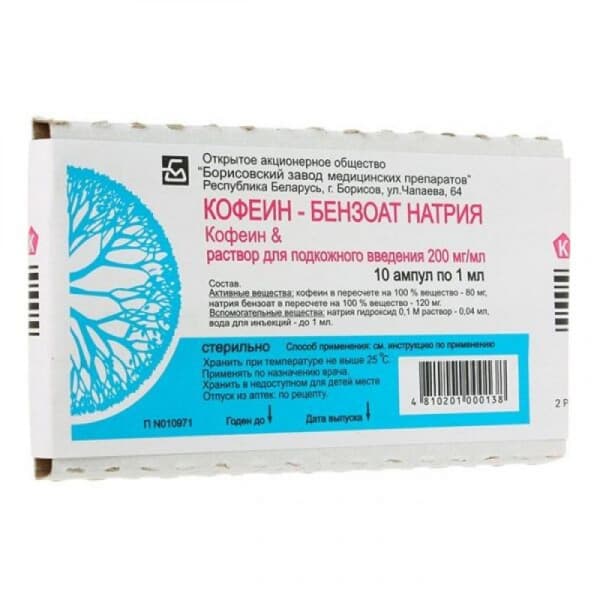 Открытое акционерное общество
"Борисовский завод медицинских препаратов"
Республика Беларусь, г. Борисов, ул.Чапаева, 64
КОФЕИН - БЕНЗОАТ НАТРИЯ
Кофеин &
раствор для подкожного введения 200 мг/мл
10 ампул по 1 мл
Состав.
Активные вещества: кофеин в пересчете на 100 % вещество - 80 мг,
натрия бензоат в пересчете на 100 % вещество - 120 мг.
Вспомогательные вещества: натрия гидроксид 0,1 М раствор - 0,04 мл,
вода для инъекций - до 1 мл.
стерильно Способ применения: см. инструкцию по применению
Хранить при температуре не выше 25 °С.
Применять по назначению врача.
Хранить в недоступном для детей месте
Отпуск из аптек: по рецепту.
П N010971 Годен до Дата выпуска
4 810201 000138
К